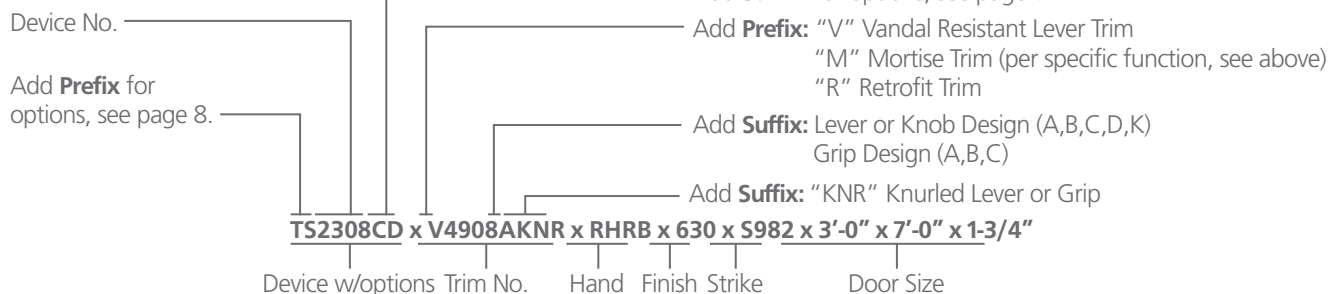 Device No.
Add Prefix: “V” Vandal Resistant Lever Trim
“M” Mortise Trim (per specific function, see above)
“R” Retrofit Trim
Add Prefix for
options, see page 8.
Add Suffix: Lever or Knob Design (A,B,C,D,K)
Grip Design (A,B,C)
Add Suffix: “KNR” Knurled Lever or Grip
TS2308CD x V4908AKNR x RHRB x 630 x S982 x 3’-0” x 7’-0” x 1-3/4”
Device w/options Trim No. Hand Finish Strike Door Size